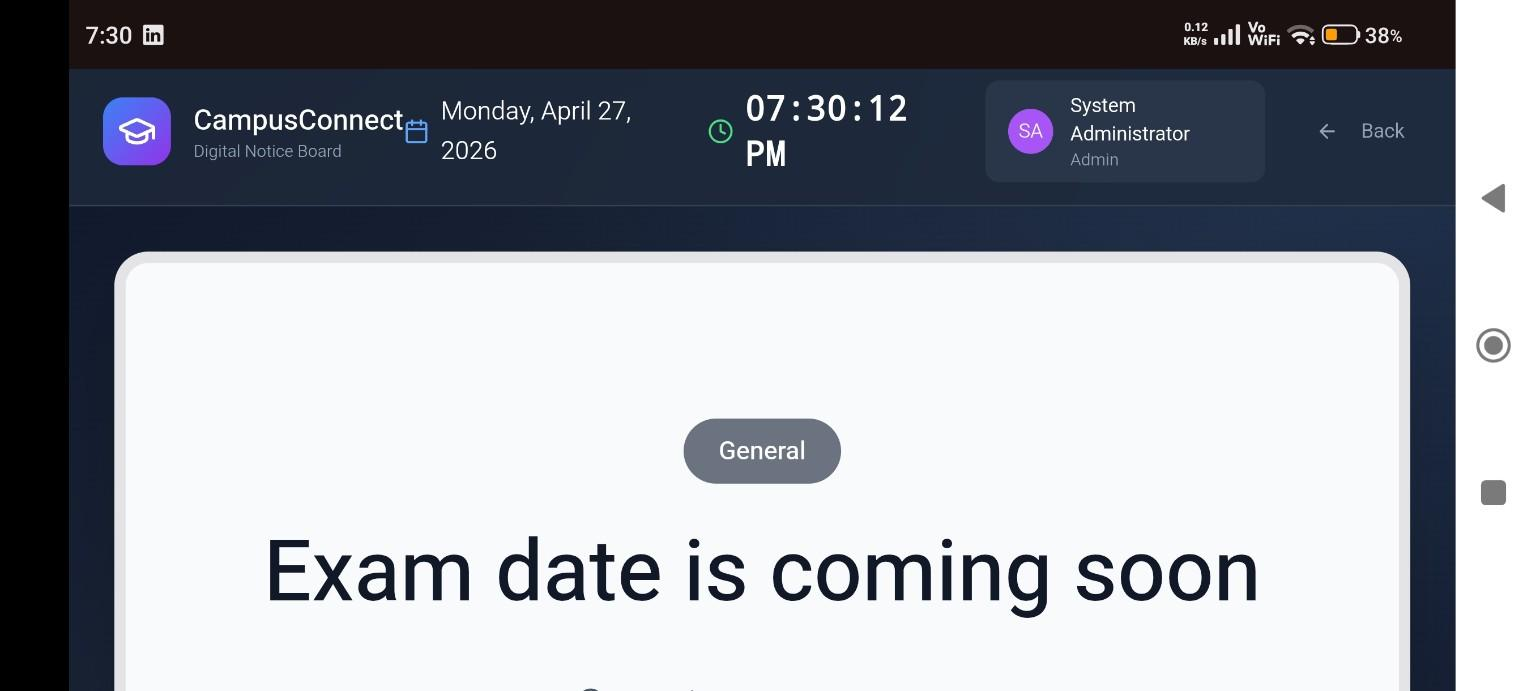 7:30
0.12
KB/s
Vo
WiFi
38%
CampusConnect
Digital Notice Board
Monday, April 27,
2026
07:30:12
PM
SA
System
Administrator
Admin
Back
General
Exam date is coming soon